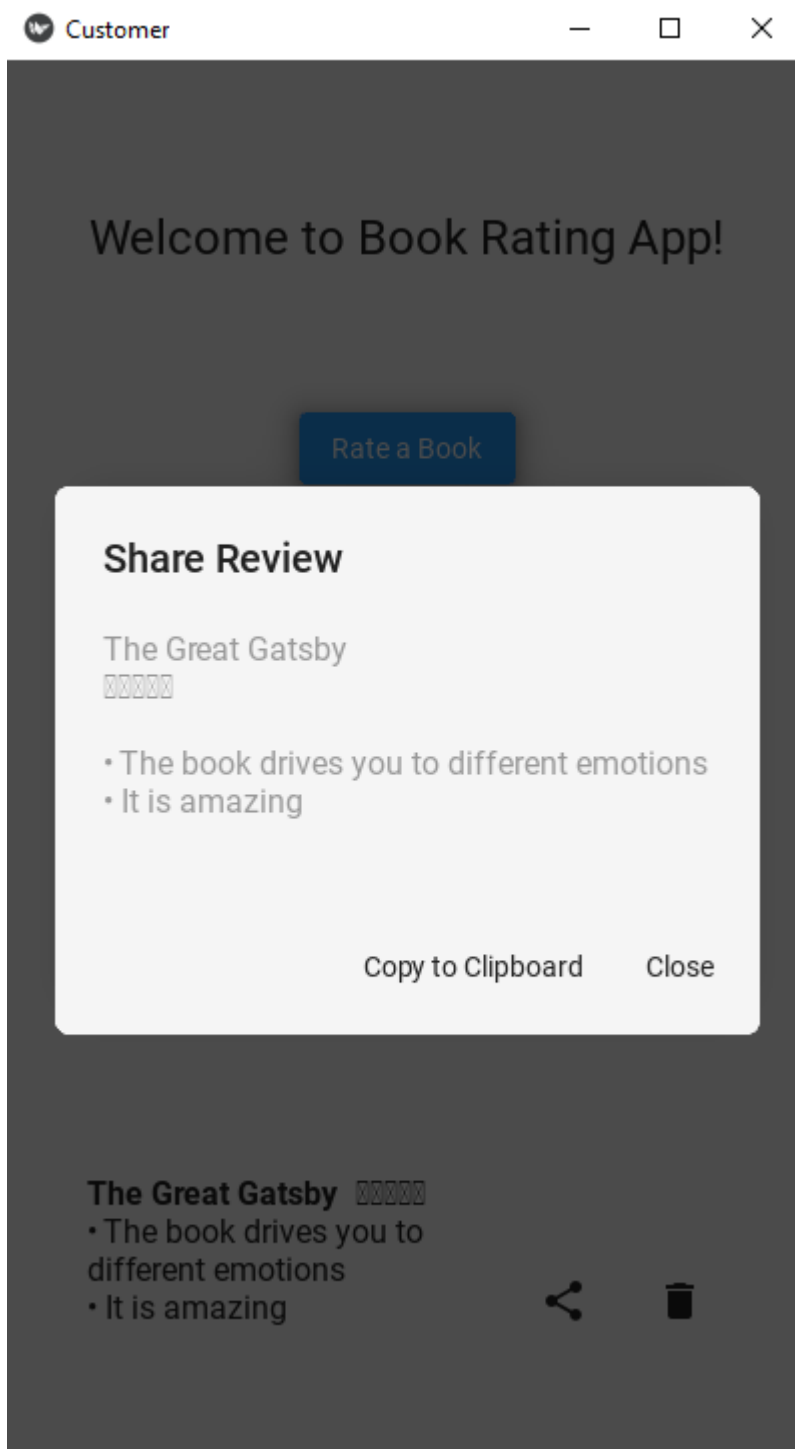 Customer
Welcome to Book Rating App!
Rate a Book
Share Review
The Great Gatsby
• The book drives you to different emotions
• It is amazing
Copy to Clipboard
Close
The Great Gatsby
• The book drives you to
different emotions
• It is amazing